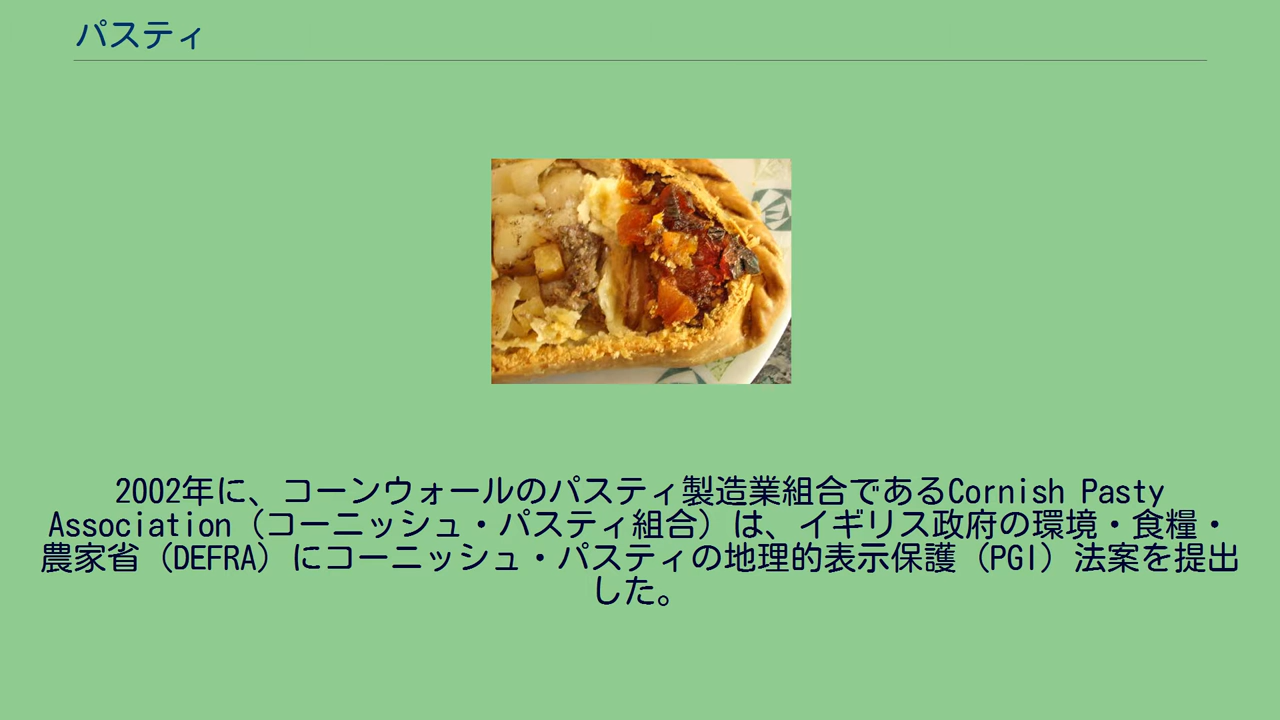 パスティ
2002年に、コーンウォールのパスティ製造業組合であるCornish Pasty
Association（コーニッシュ・パスティ組合）は、イギリス政府の環境・食糧・
農家省（DEFRA）にコーニッシュ・パスティの地理的表示保護（PGI）法案を提出
した。